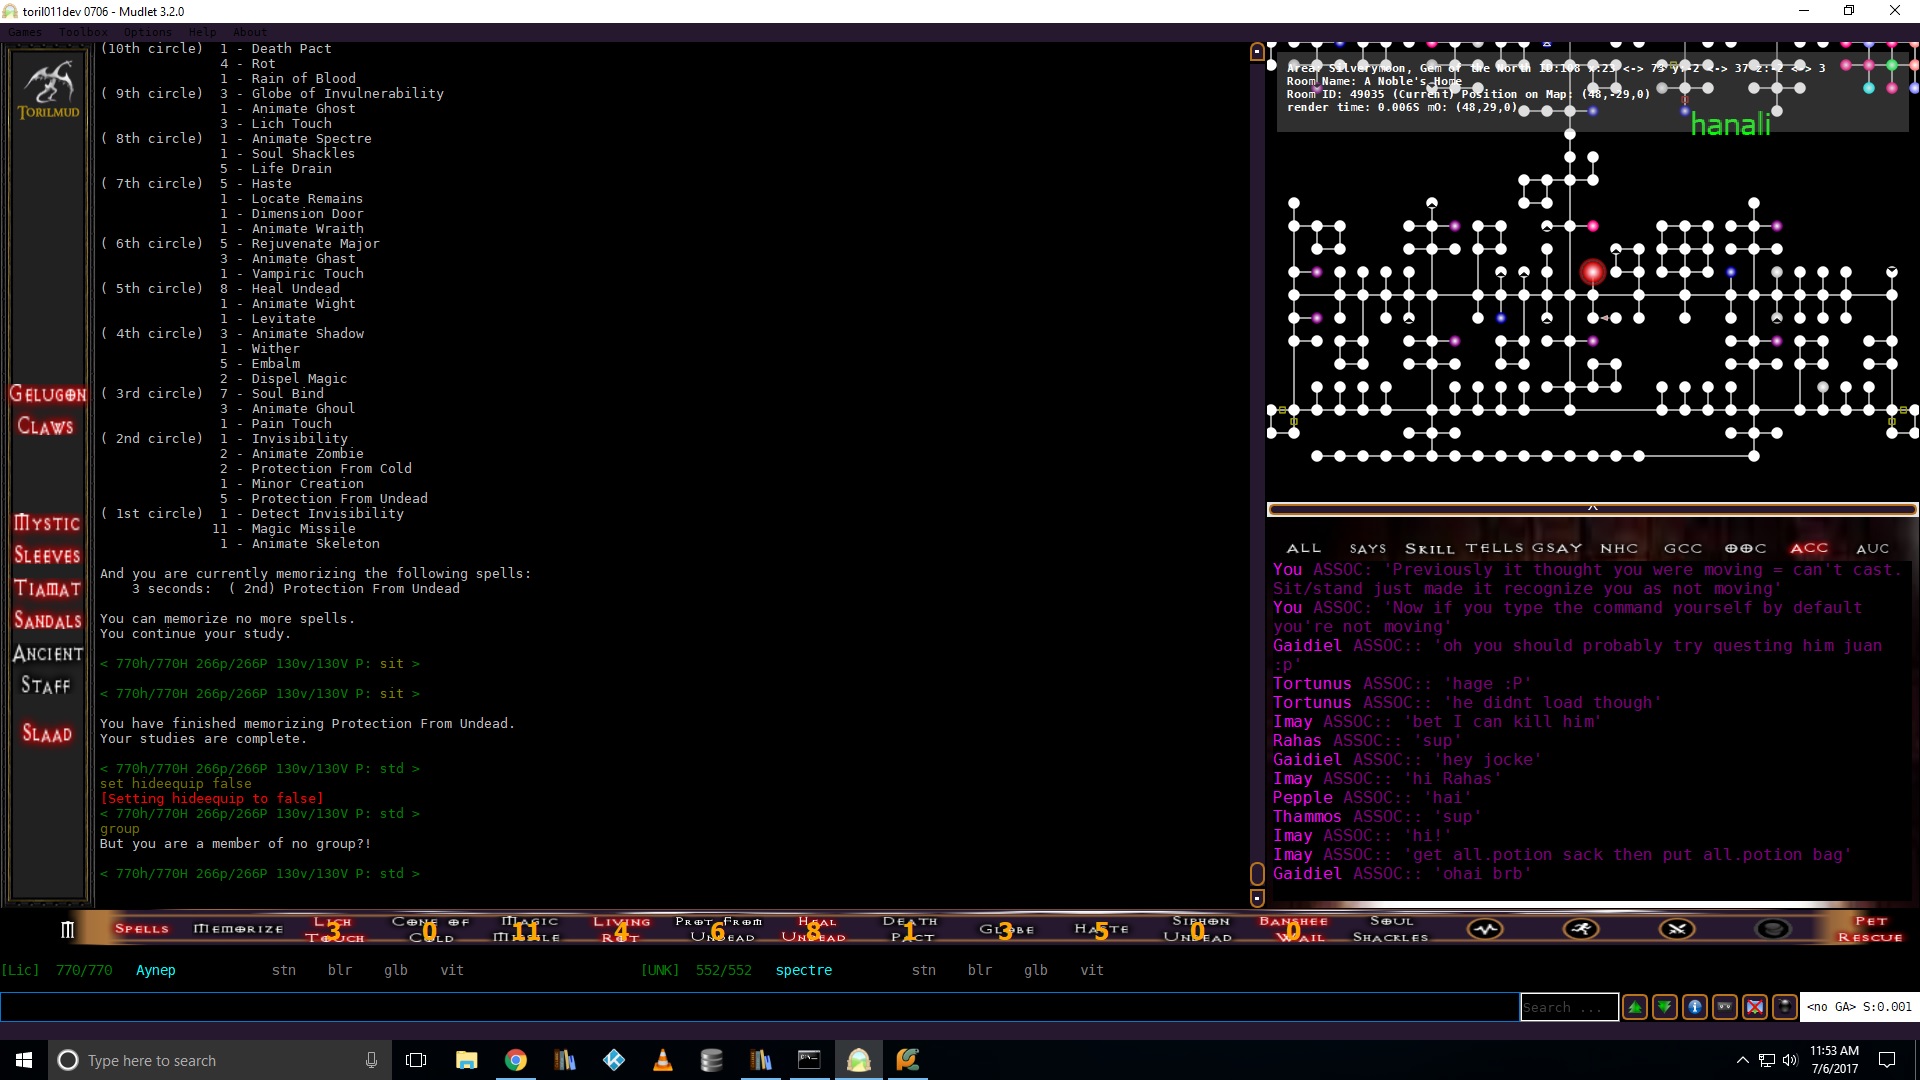 toril011dev 0706 - Mudlet 3.2.0
Games Toolbox Options Help About
TORILMUD
GELUGON
CLAWS
MYSTIC
SLEEVES
TIAMAT
SANDALS
ANCIENT
STAFF
SLAAD
(10th circle) 1 - Death Pact
4 - Rot
1 - Rain of Blood
( 9th circle) 3 - Globe of Invulnerability
1 - Animate Ghost
3 - Lich Touch
( 8th circle) 1 - Animate Spectre
1 - Soul Shackles
5 - Life Drain
( 7th circle) 5 - Haste
1 - Locate Remains
1 - Dimension Door
1 - Animate Wraith
( 6th circle) 5 - Rejuvenate Major
3 - Animate Ghast
1 - Vampiric Touch
( 5th circle) 8 - Heal Undead
1 - Animate Wight
1 - Levitate
( 4th circle) 3 - Animate Shadow
1 - Wither
5 - Embalm
2 - Dispel Magic
( 3rd circle) 7 - Soul Bind
3 - Animate Ghoul
1 - Pain Touch
( 2nd circle) 1 - Invisibility
2 - Animate Zombie
2 - Protection From Cold
1 - Minor Creation
5 - Protection From Undead
( 1st circle) 1 - Detect Invisibility
11 - Magic Missile
1 - Animate Skeleton
And you are currently memorizing the following spells:
3 seconds: ( 2nd) Protection From Undead
You can memorize no more spells.
You continue your study.
< 770h/770H 266p/266P 130v/130V P: sit >
< 770h/770H 266p/266P 130v/130V P: sit >
You have finished memorizing Protection From Undead.
Your studies are complete.
< 770h/770H 266p/266P 130v/130V P: std >
set hideequip false
[Setting hideequip to false]
< 770h/770H 266p/266P 130v/130V P: std >
group
But you are a member of no group?!
< 770h/770H 266p/266P 130v/130V P: std >
Area: Silverymoon, Gem of the North ID:108 x:23 <-> 73 y:-2 <-> 37 z:-2 <-> 3
Room Name: A Noble's Home
Room ID: 49035 (Current) Position on Map: (48,-29,0)
render time: 0.006S mO: (48,29,0)
hanali
ALL SAYS SKILL TELLS GSAY NHC GCC OOC ACC AUC
You ASSOC: 'Previously it thought you were moving = can't cast.
Sit/stand just made it recognize you as not moving'
You ASSOC: 'Now if you type the command yourself by default
you're not moving'
Gaidiel ASSOC:: 'oh you should probably try questing him juan
:p'
Tortunus ASSOC:: 'hage :P'
Tortunus ASSOC:: 'he didnt load though'
Imay ASSOC:: 'bet I can kill him'
Rahas ASSOC:: 'sup'
Gaidiel ASSOC:: 'hey jocke'
Imay ASSOC:: 'hi Rahas'
Pepple ASSOC:: 'hai'
Thammos ASSOC:: 'sup'
Imay ASSOC:: 'hi!'
Imay ASSOC:: 'get all.potion sack then put all.potion bag'
Gaidiel ASSOC:: 'ohai brb'
M SPELLS MEMORIZE LICH TOUCH 3 CONE OF COLD 0 MAGIC MISSILE 11 LIVING ROT 4 PROT FROM UNDEAD 6 HEAL UNDEAD 8 DEATH PACT 1 GLOBE 3 HASTE 5 SIPHON UNDEAD 0 BANSHEE WAIL 0 SOUL SHACKLES PET RESCUE
[Lic] 770/770 Aynep stn blr glb vit [UNK] 552/552 spectre stn blr glb vit
Search ... <no GA> S:0.001
Type here to search
11:53 AM
7/6/2017